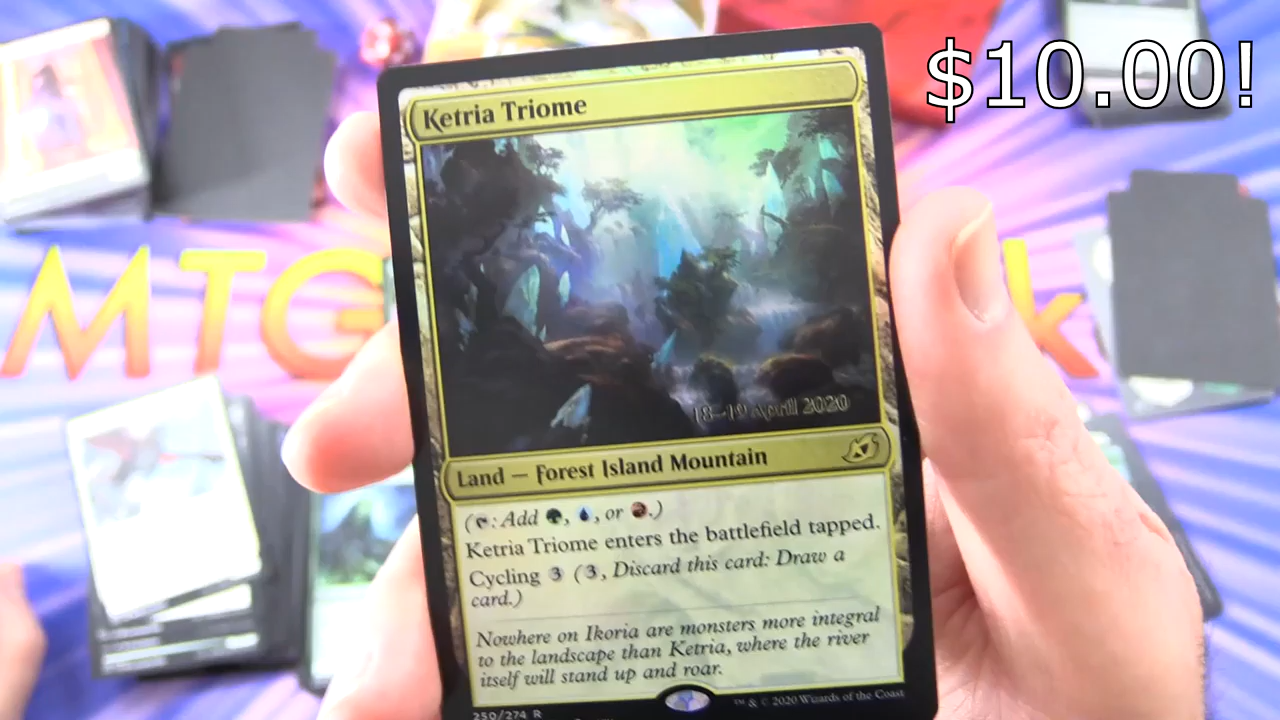 $10.00!
Ketria Triome
MTG
k
18–19 April 2020
Land — Forest Island Mountain
(: Add , , or .)
Ketria Triome enters the battlefield tapped.
Cycling 3 (3, Discard this card: Draw a
card.)
Nowhere on Ikoria are monsters more integral
to the landscape than Ketria, where the river
itself will stand up and roar.
250/274 R
™ & © 2020 Wizards of the Coast